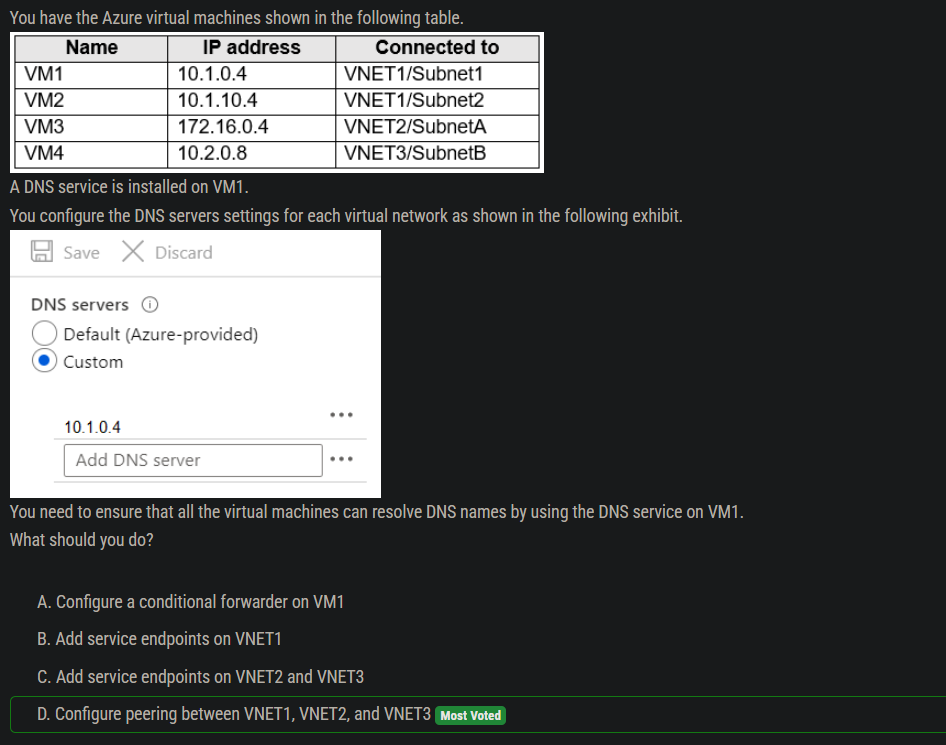 You have the Azure virtual machines shown in the following table.
Name IP address Connected to
VM1 10.1.0.4 VNET1/Subnet1
VM2 10.1.10.4 VNET1/Subnet2
VM3 172.16.0.4 VNET2/SubnetA
VM4 10.2.0.8 VNET3/SubnetB
A DNS service is installed on VM1.
You configure the DNS servers settings for each virtual network as shown in the following exhibit.
Save Discard
DNS servers
Default (Azure-provided)
Custom
10.1.0.4
Add DNS server
You need to ensure that all the virtual machines can resolve DNS names by using the DNS service on VM1.
What should you do?
A. Configure a conditional forwarder on VM1
B. Add service endpoints on VNET1
C. Add service endpoints on VNET2 and VNET3
D. Configure peering between VNET1, VNET2, and VNET3 Most Voted